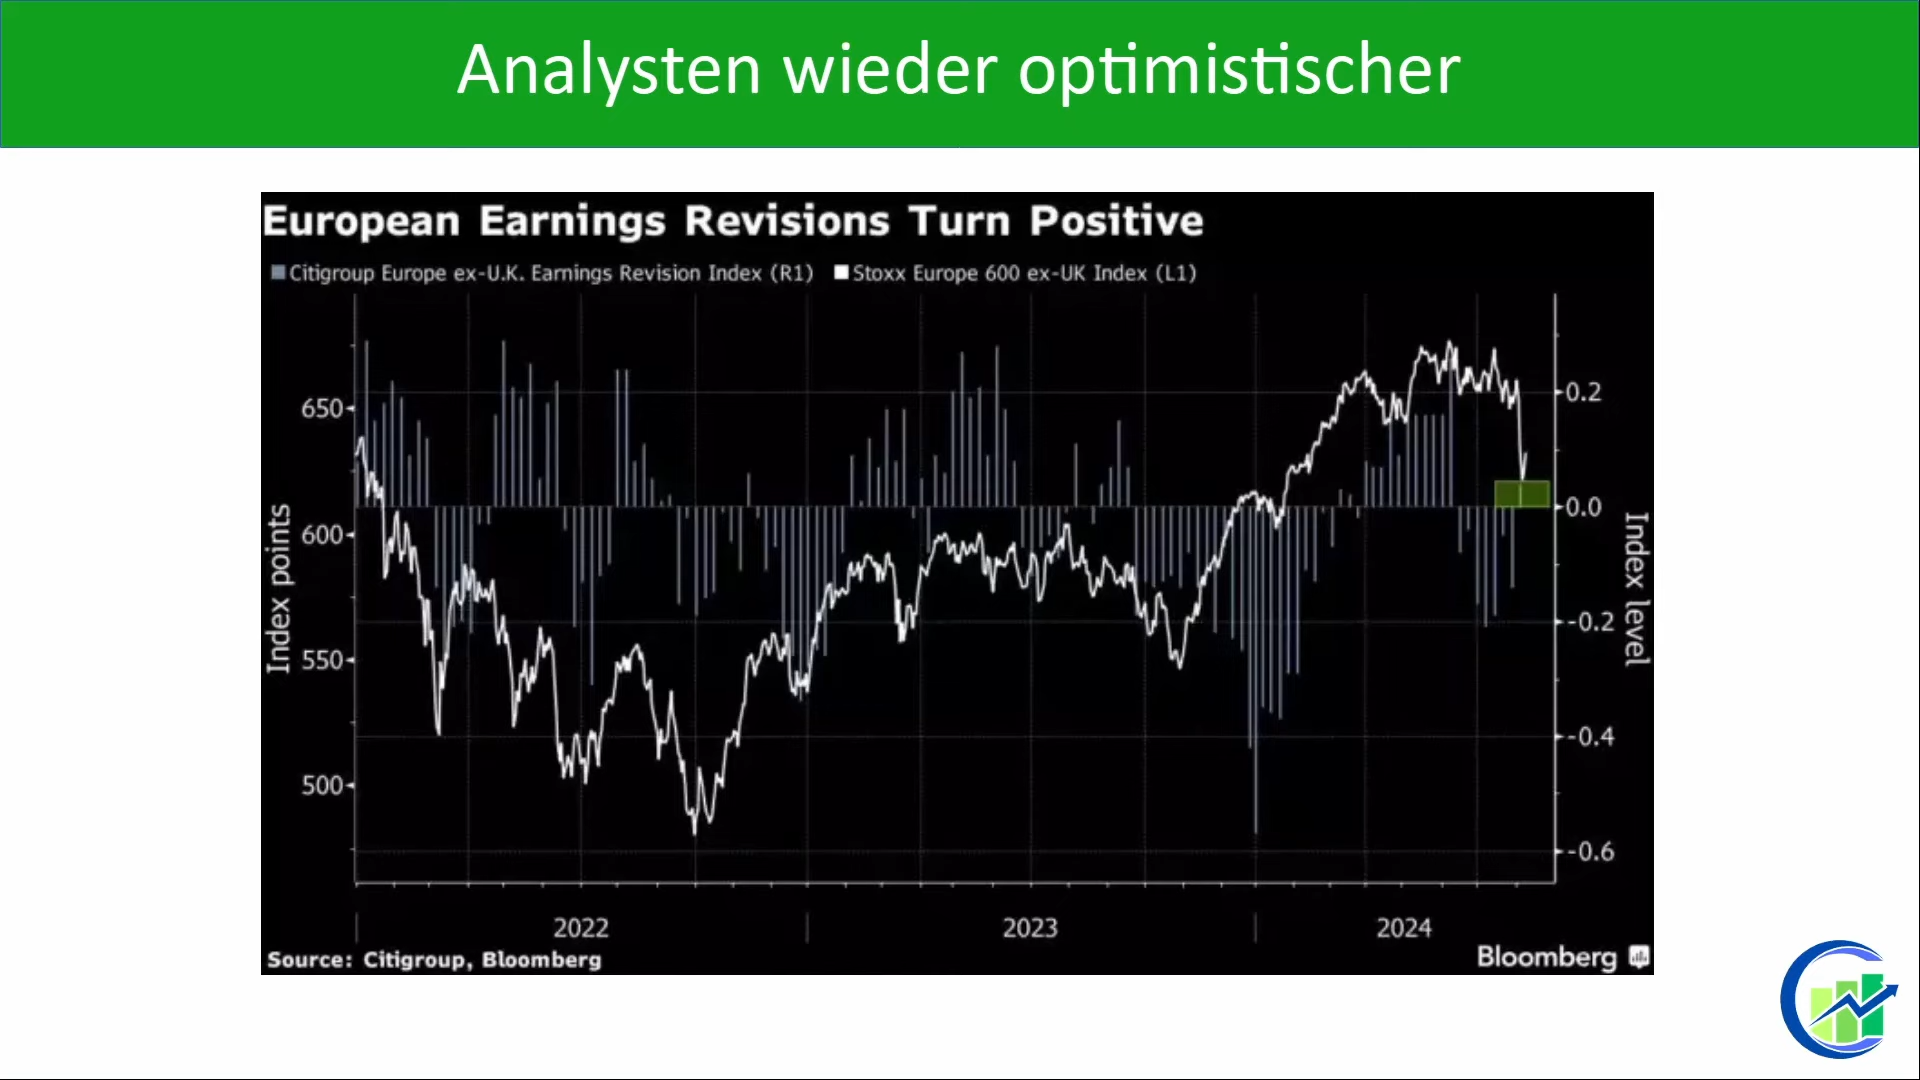 Analysten wieder optimistischer
European Earnings Revisions Turn Positive
Citigroup Europe ex-U.K. Earnings Revision Index (R1) Stoxx Europe 600 ex-UK Index (L1)
650
600
550
500
Index points
0.2
0.0
-0.2
-0.4
-0.6
Index level
2022 2023 2024
Source: Citigroup, Bloomberg
Bloomberg